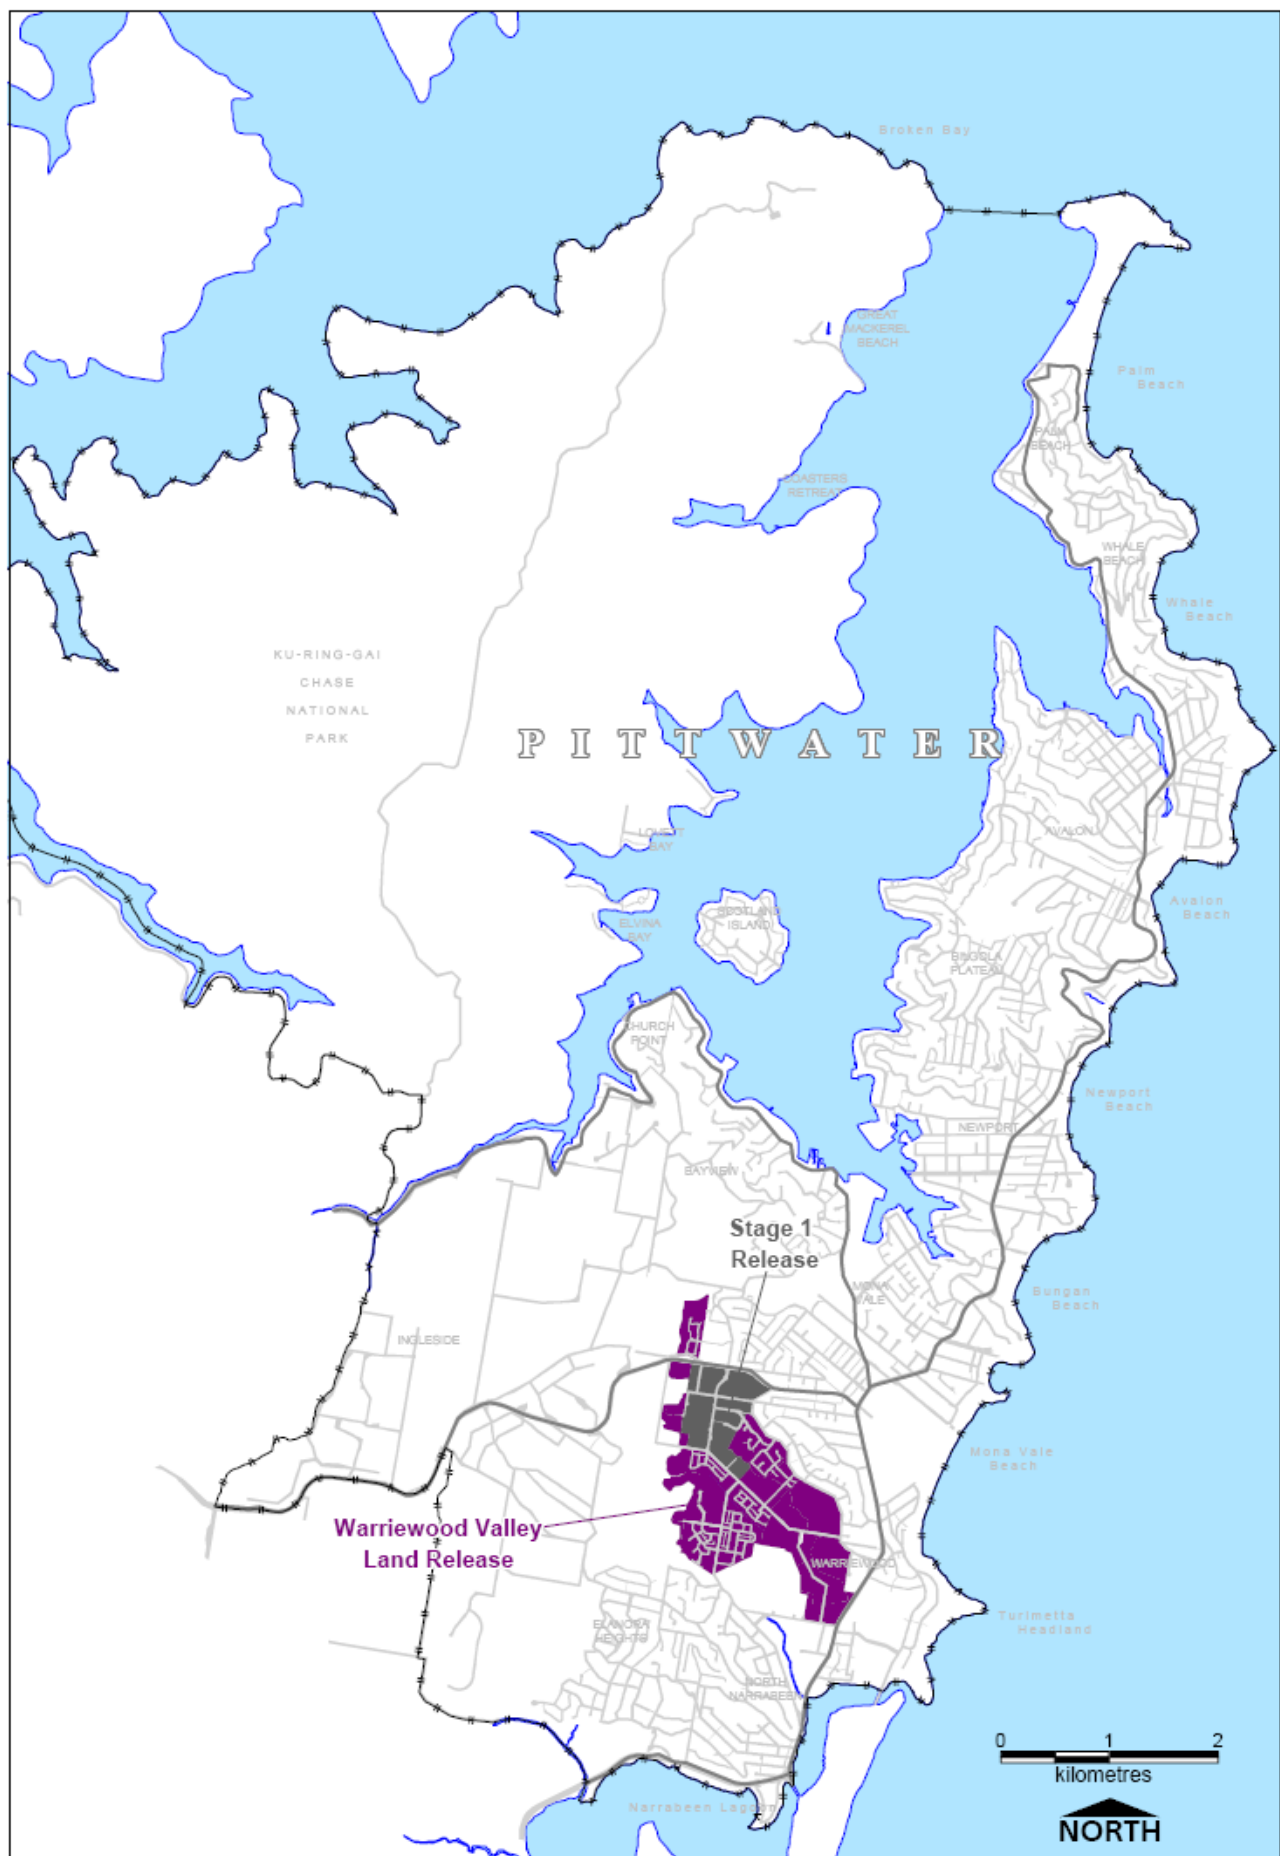 Broken Bay
GREAT
MACKEREL
BEACH
Palm
Beach
PALM
BEACH
COASTERS
RETREAT
WHALE
BEACH
Whale
Beach
KU-RING-GAI
CHASE
NATIONAL
PARK
PITTWATER
LOVETT
BAY
AVALON
Avalon
Beach
SCOTLAND
ISLAND
ELVINA
BAY
BILGOLA
PLATEAU
CHURCH
POINT
Newport
Beach
NEWPORT
BAYVIEW
Stage 1
Release
MONA
VALE
Bungan
Beach
INGLESIDE
Mona Vale
Beach
Warriewood Valley
Land Release
WARRIEWOOD
Turimetta
Headland
ELANORA
HEIGHTS
NORTH
NARRABEEN
0 1 2
kilometres
Narrabeen Lagoon
NORTH